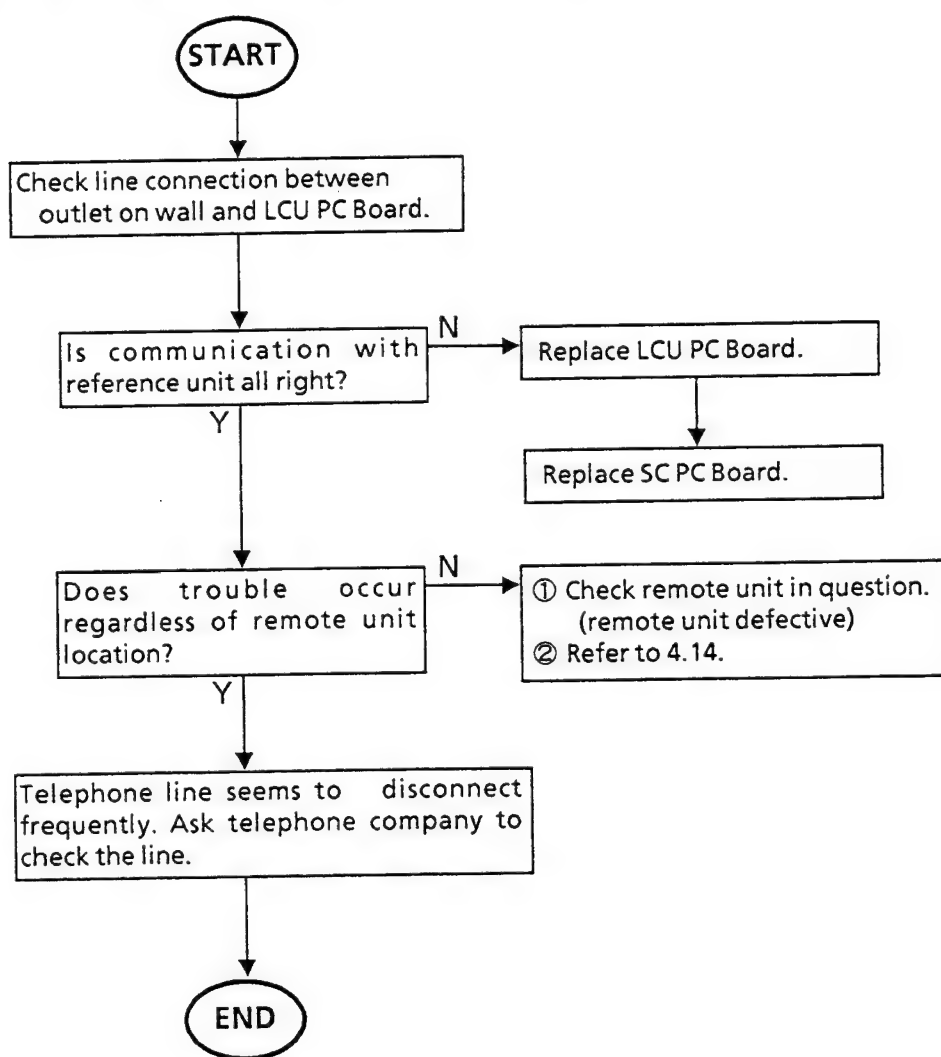 START
Check line connection between
outlet on wall and LCU PC Board.
Is communication with
reference unit all right?
N
Replace LCU PC Board.
Y
Replace SC PC Board.
Does trouble occur
regardless of remote unit
location?
N
① Check remote unit in question.
(remote unit defective)
② Refer to 4.14.
Y
Telephone line seems to disconnect
frequently. Ask telephone company to
check the line.
END